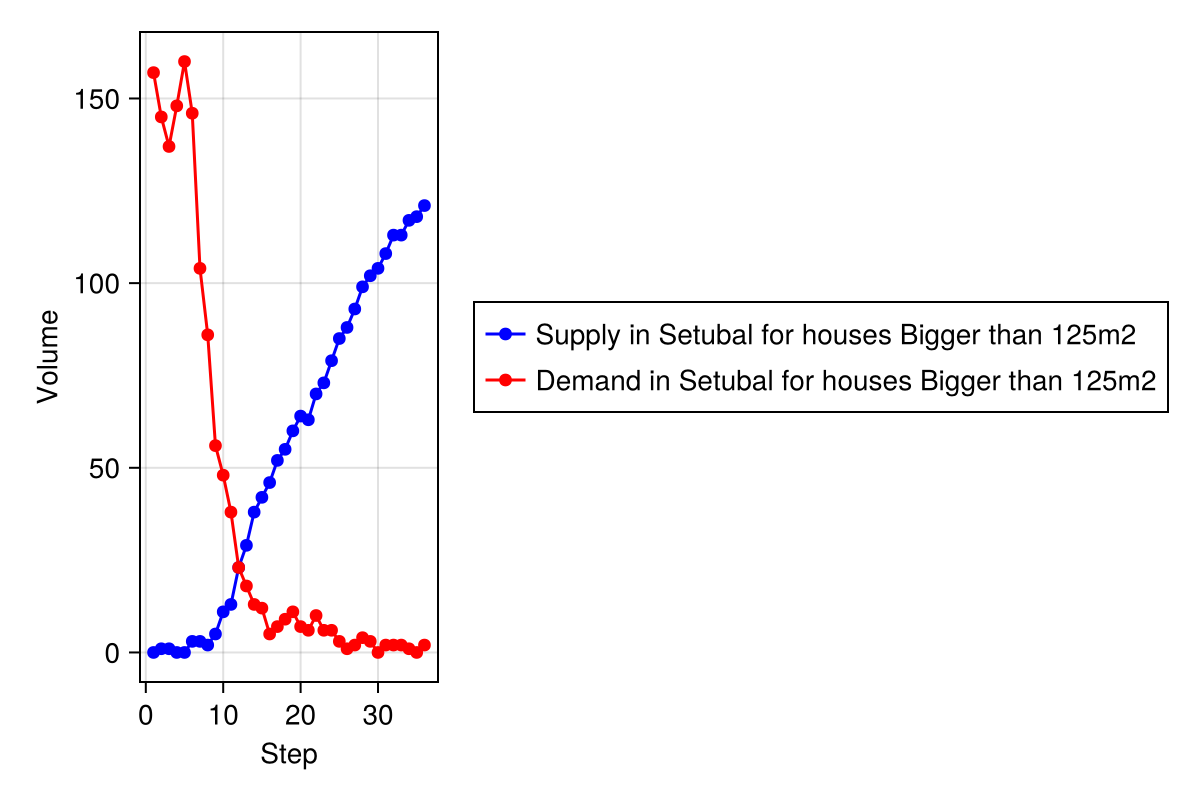 150
100
50
0
Volume
0 10 20 30
Step
Supply in Setubal for houses Bigger than 125m2
Demand in Setubal for houses Bigger than 125m2